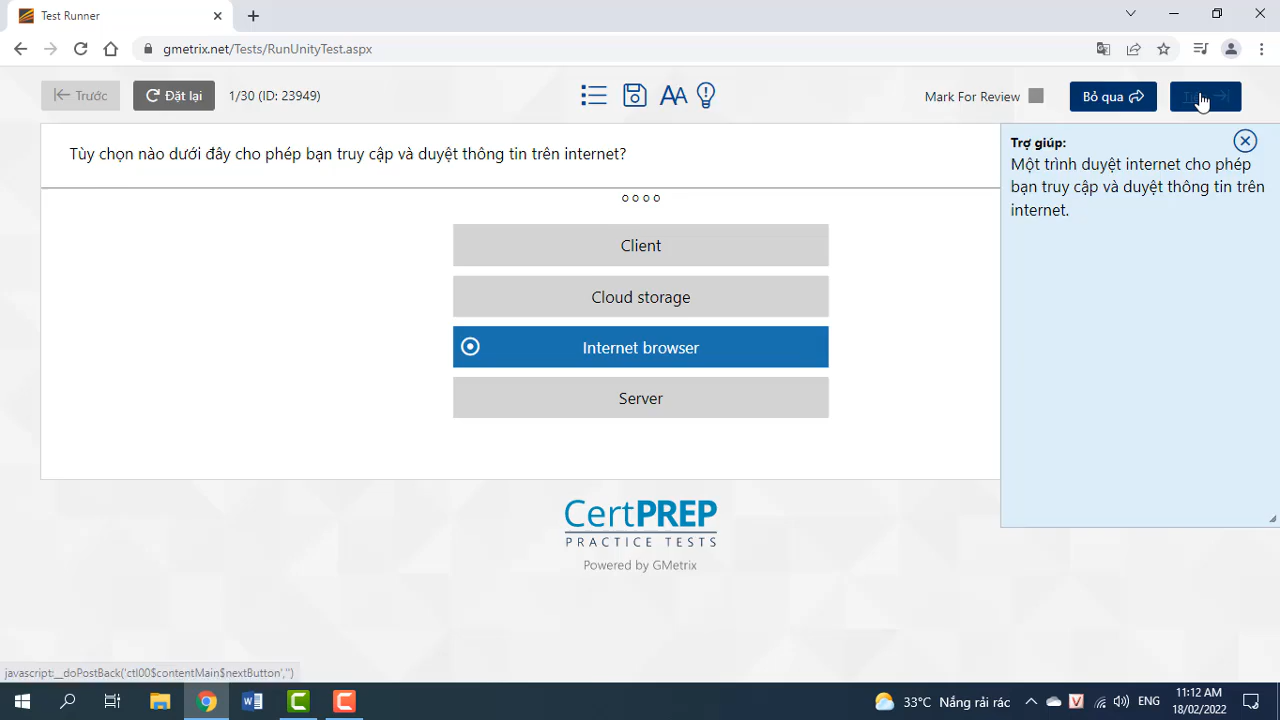 Test Runner
gmetrix.net/Tests/RunUnityTest.aspx
Trước
Đặt lại
1/30 (ID: 23949)
AA
Mark For Review
Bỏ qua
Tùy chọn nào dưới đây cho phép bạn truy cập và duyệt thông tin trên internet?
Client
Cloud storage
Internet browser
Server
Trợ giúp:
Một trình duyệt internet cho phép
bạn truy cập và duyệt thông tin trên
internet.
CertPREP
PRACTICE TESTS
Powered by GMetrix
javascript:__doPostBack('ctl00$contentMain$nextButton','')
33°C Nắng rải rác
ENG
11:12 AM
18/02/2022